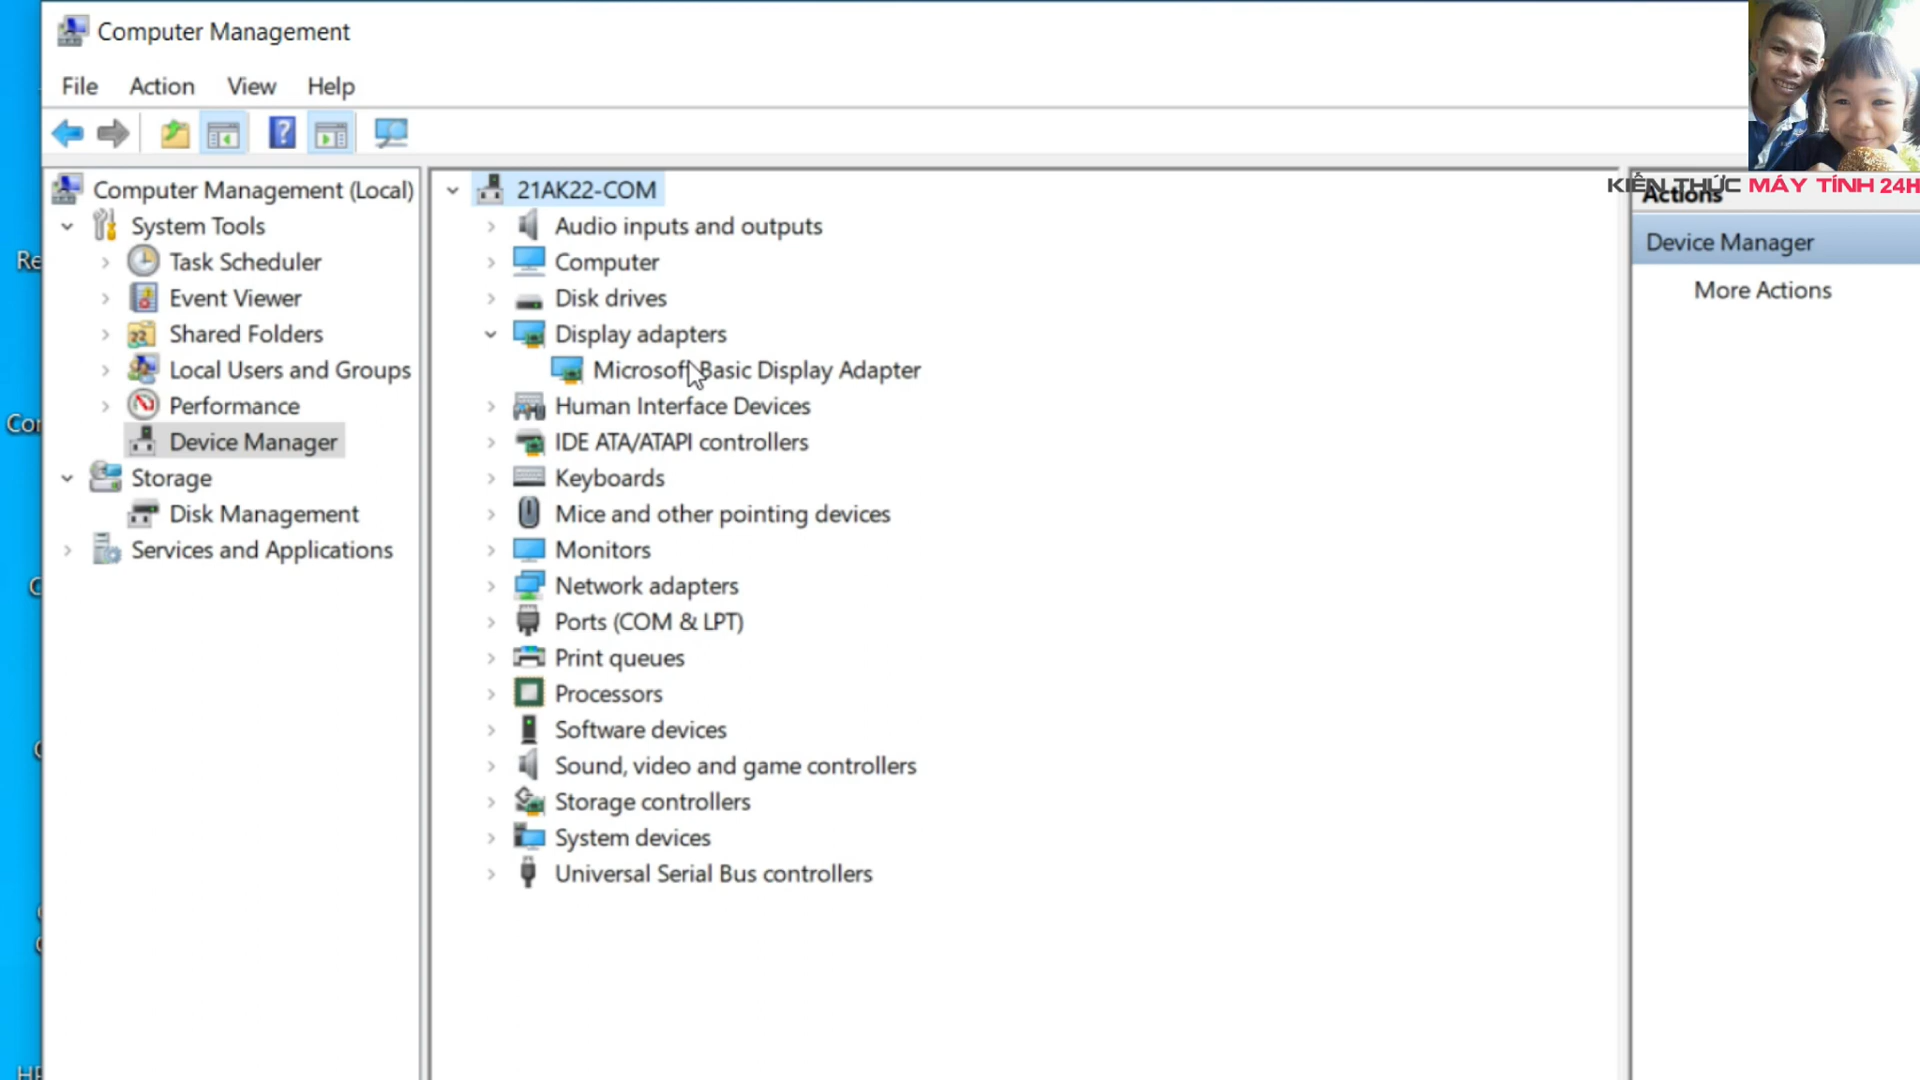 Computer Management
File Action View Help
Computer Management (Local)
System Tools
Task Scheduler
Event Viewer
Shared Folders
Local Users and Groups
Performance
Device Manager
Storage
Disk Management
Services and Applications
21AK22-COM
Audio inputs and outputs
Computer
Disk drives
Display adapters
Microsoft Basic Display Adapter
Human Interface Devices
IDE ATA/ATAPI controllers
Keyboards
Mice and other pointing devices
Monitors
Network adapters
Ports (COM & LPT)
Print queues
Processors
Software devices
Sound, video and game controllers
Storage controllers
System devices
Universal Serial Bus controllers
KIẾN THỨC MÁY TÍNH 24H
Actions
Device Manager
More Actions